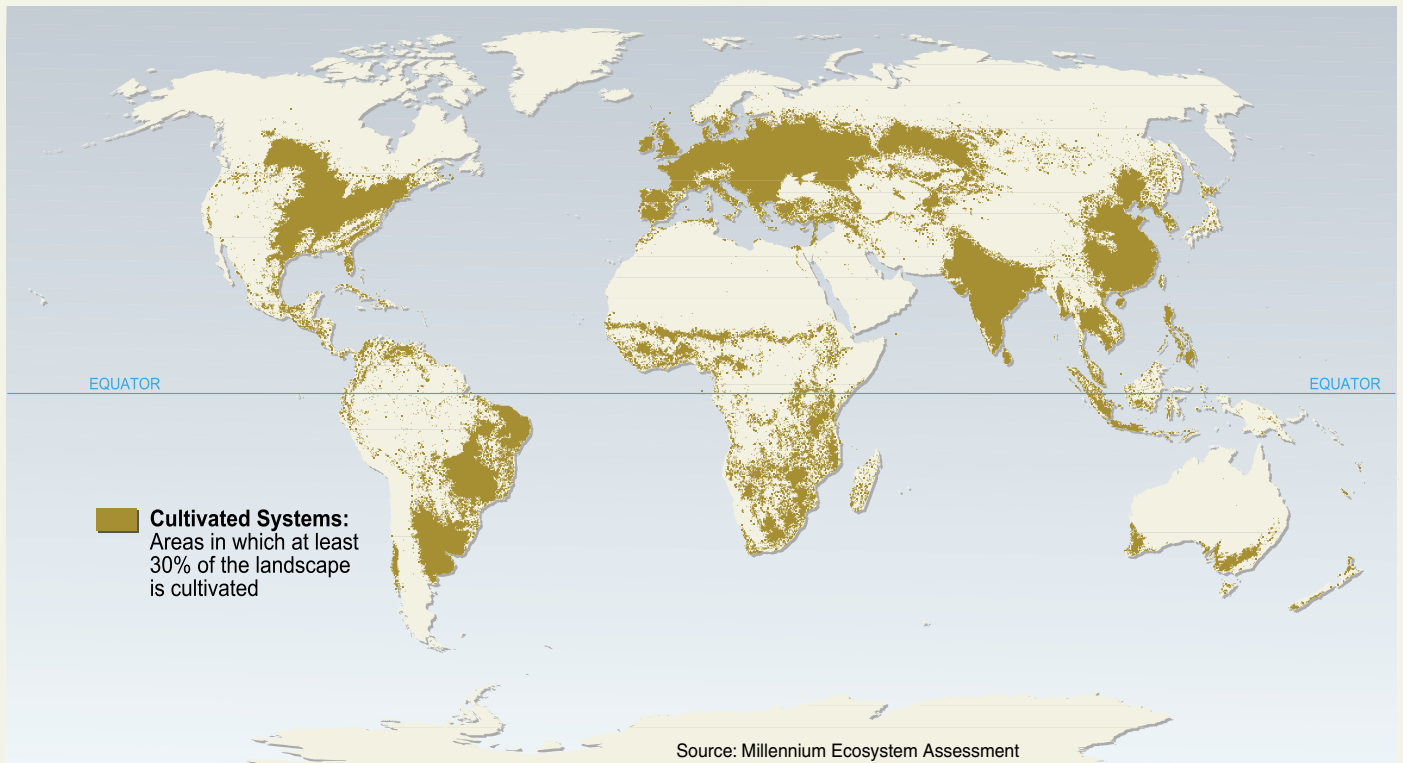 EQUATOR
EQUATOR
Cultivated Systems:
Areas in which at least
30% of the landscape
is cultivated
Source: Millennium Ecosystem Assessment